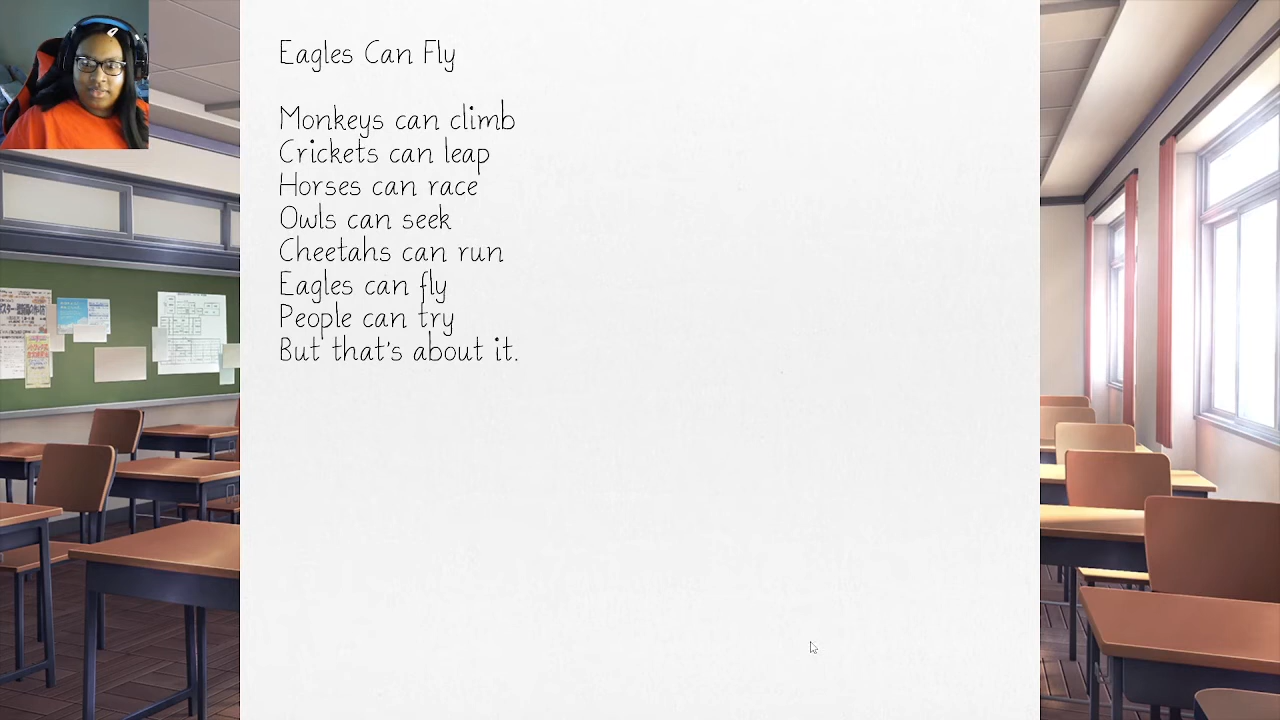 Eagles Can Fly
Monkeys can climb
Crickets can leap
Horses can race
Owls can seek
Cheetahs can run
Eagles can fly
People can try
But that's about it.